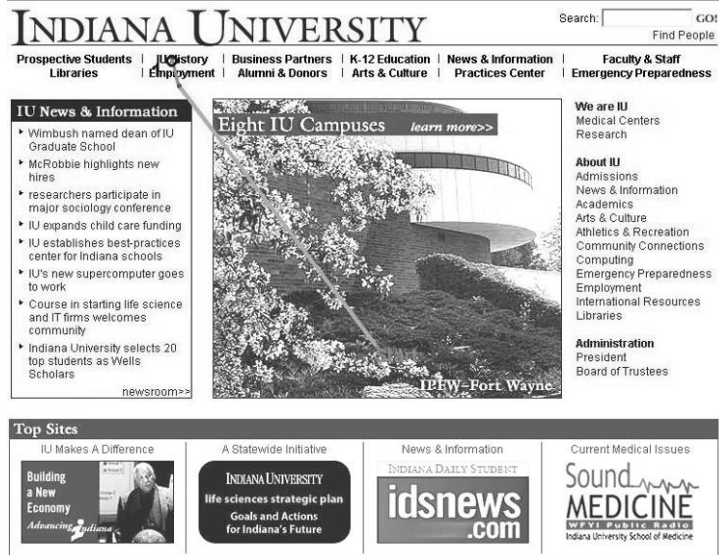 INDIANA UNIVERSITY
Search: GO!
Find People
Prospective Students | IU History | Business Partners | K-12 Education | News & Information | Faculty & Staff
Libraries | Employment | Alumni & Donors | Arts & Culture | Practices Center | Emergency Preparedness
IU News & Information
Wimbush named dean of IU
Graduate School
McRobbie highlights new
hires
researchers participate in
major sociology conference
IU expands child care funding
IU establishes best-practices
center for Indiana schools
IU's new supercomputer goes
to work
Course in starting life science
and IT firms welcomes
community
Indiana University selects 20
top students as Wells
Scholars
newsroom>>
Eight IU Campuses learn more>>
IPFW-Fort Wayne
We are IU
Medical Centers
Research
About IU
Admissions
News & Information
Academics
Arts & Culture
Athletics & Recreation
Community Connections
Computing
Emergency Preparedness
Employment
International Resources
Libraries
Administration
President
Board of Trustees
Top Sites
IU Makes A Difference
Building
a New
Economy
Advancing Indiana
A Statewide Initiative
INDIANA UNIVERSITY
life sciences strategic plan
Goals and Actions
for Indiana's Future
News & Information
INDIANA DAILY STUDENT
idsnews
.com
Current Medical Issues
Sound
MEDICINE
WFYI Public Radio
Indiana University School of Medicine